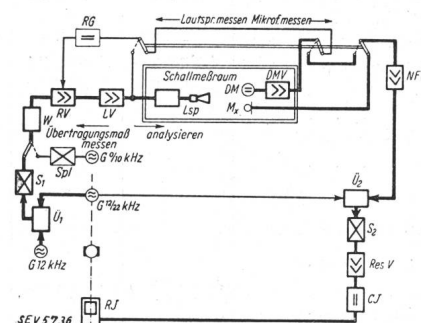 Lautspr.messen Mikrof.messen
RG
Schallmeßraum
DMV
DM
NF
W
RV
LV
Lsp
Mx
Übertragungsmaß messen
analysieren
Spl
G 9/10 kHz
S1
G 12/22 kHz
Ü2
Ü1
S2
G 12 kHz
Res V
CJ
RJ
SEV 5736